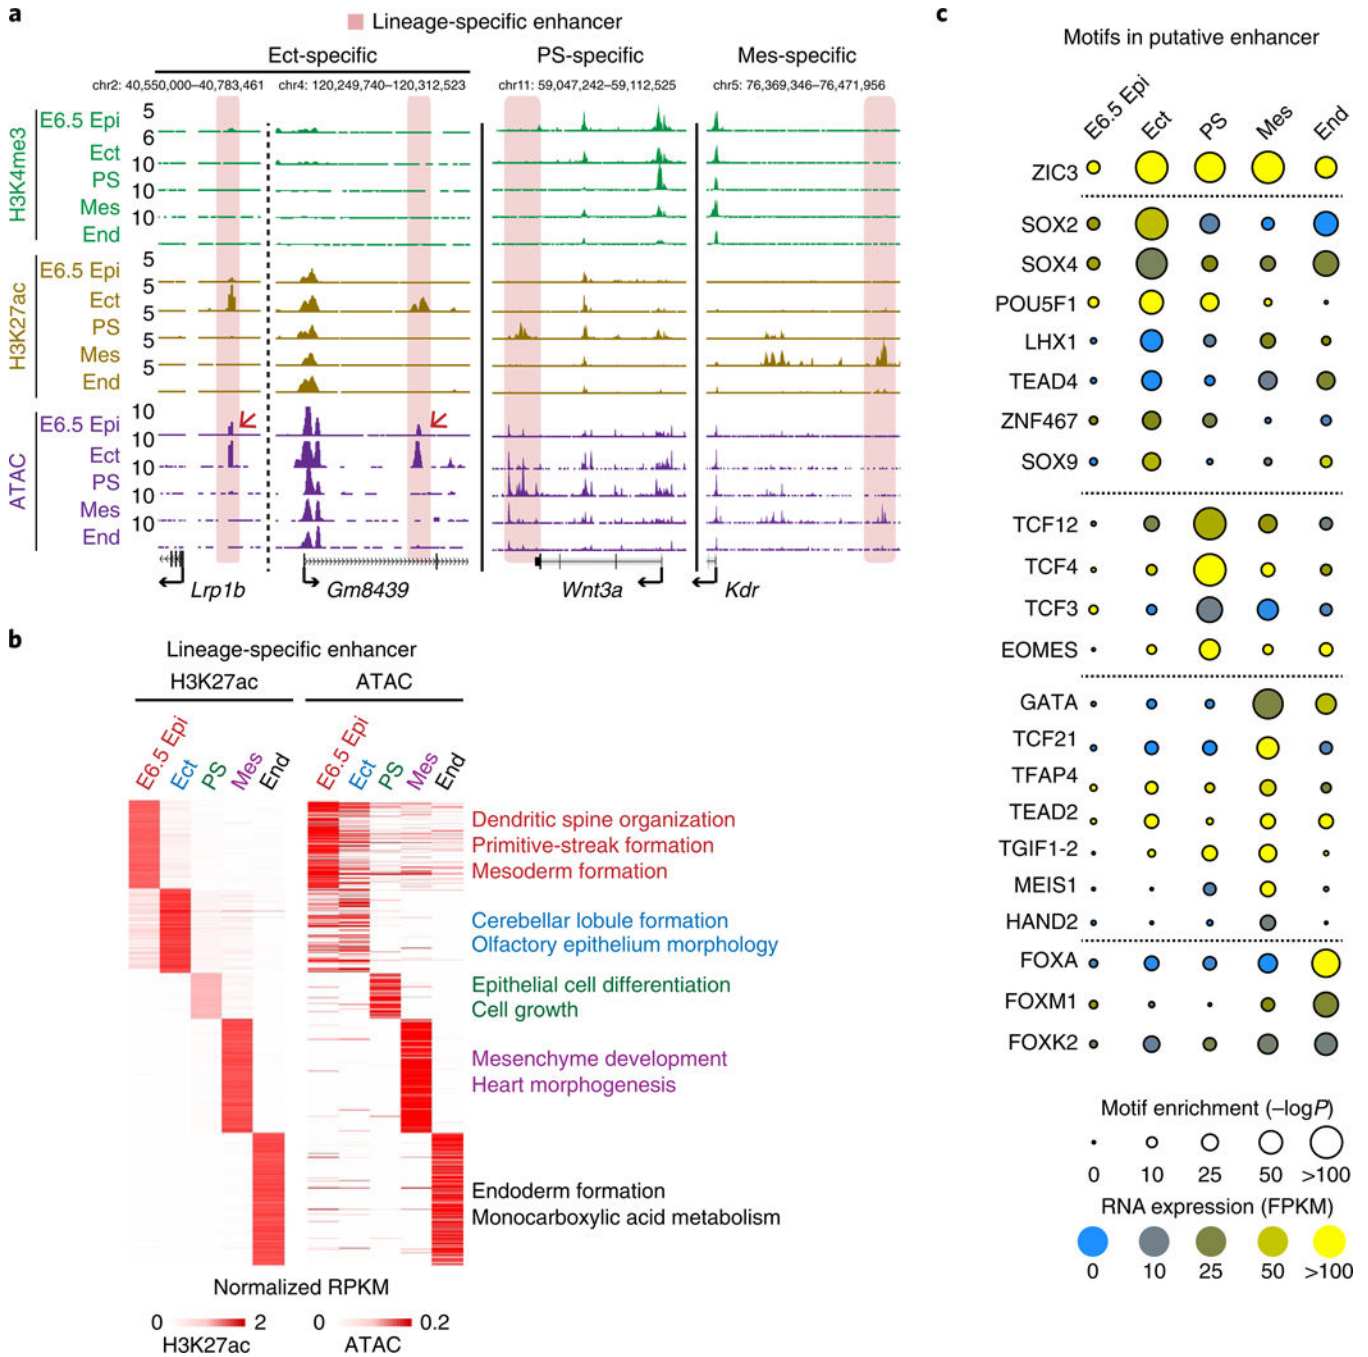 a
Lineage-specific enhancer
Ect-specific
PS-specific
Mes-specific
chr2: 40,550,000–40,783,461
chr4: 120,249,740–120,312,523
chr11: 59,047,242–59,112,525
chr5: 76,369,346–76,471,956
H3K4me3
E6.5 Epi 5
Ect 6
PS 10
Mes 10
End 10
H3K27ac
E6.5 Epi 5
Ect 5
PS 5
Mes 5
End 5
ATAC
E6.5 Epi 10
Ect 10
PS 10
Mes 10
End 10
Lrp1b
Gm8439
Wnt3a
Kdr
b
Lineage-specific enhancer
H3K27ac
ATAC
E6.5 Epi Ect PS Mes End
E6.5 Epi Ect PS Mes End
Dendritic spine organization
Primitive-streak formation
Mesoderm formation
Cerebellar lobule formation
Olfactory epithelium morphology
Epithelial cell differentiation
Cell growth
Mesenchyme development
Heart morphogenesis
Endoderm formation
Monocarboxylic acid metabolism
Normalized RPKM
0 2
H3K27ac
0 0.2
ATAC
c
Motifs in putative enhancer
E6.5 Epi Ect PS Mes End
ZIC3
SOX2
SOX4
POU5F1
LHX1
TEAD4
ZNF467
SOX9
TCF12
TCF4
TCF3
EOMES
GATA
TCF21
TFAP4
TEAD2
TGIF1-2
MEIS1
HAND2
FOXA
FOXM1
FOXK2
Motif enrichment (–logP)
0 10 25 50 >100
RNA expression (FPKM)
0 10 25 50 >100